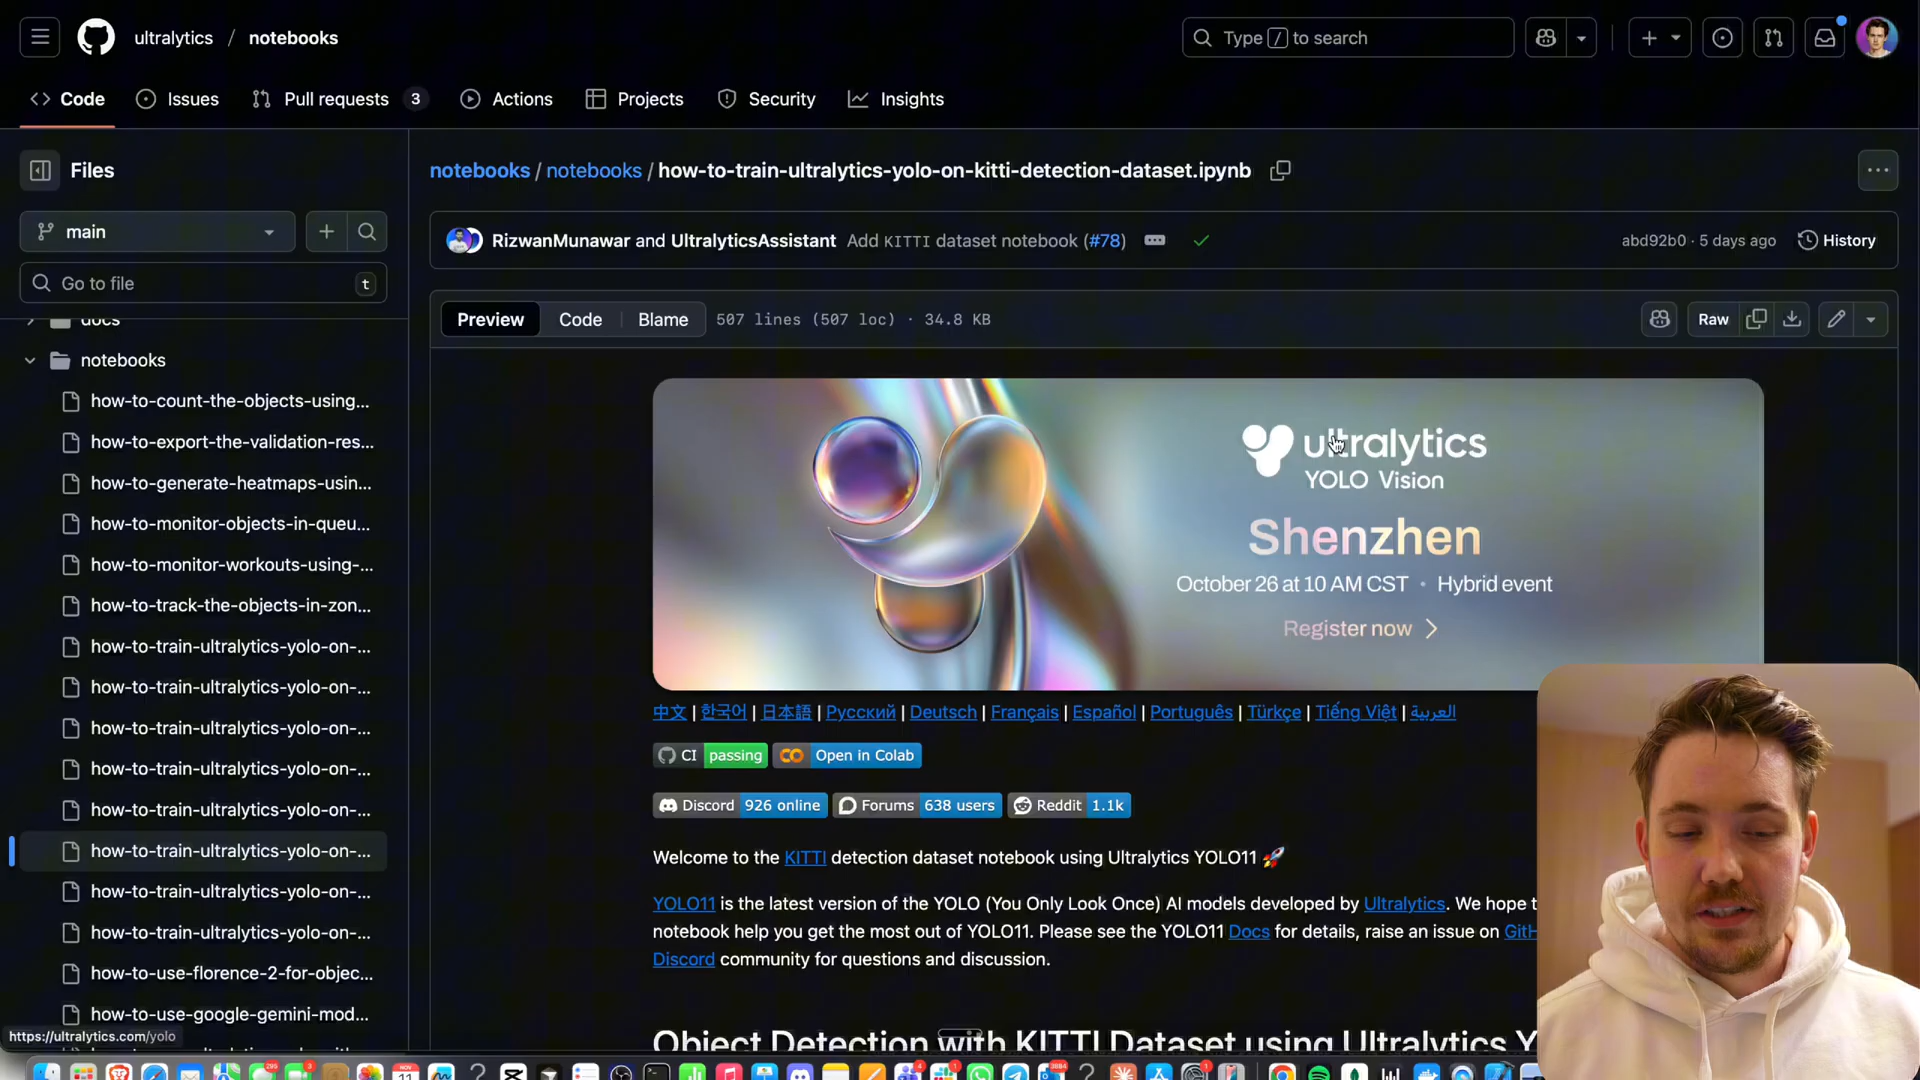 ultralytics / notebooks
Type / to search
Code
Issues
Pull requests 3
Actions
Projects
Security
Insights
Files
main
Go to file
t
docs
notebooks
how-to-count-the-objects-using...
how-to-export-the-validation-res...
how-to-generate-heatmaps-usin...
how-to-monitor-objects-in-queu...
how-to-monitor-workouts-using-...
how-to-track-the-objects-in-zon...
how-to-train-ultralytics-yolo-on-...
how-to-train-ultralytics-yolo-on-...
how-to-train-ultralytics-yolo-on-...
how-to-train-ultralytics-yolo-on-...
how-to-train-ultralytics-yolo-on-...
how-to-train-ultralytics-yolo-on-...
how-to-train-ultralytics-yolo-on-...
how-to-train-ultralytics-yolo-on-...
how-to-use-florence-2-for-objec...
how-to-use-google-gemini-mod...
https://ultralytics.com/yolo
notebooks / notebooks / how-to-train-ultralytics-yolo-on-kitti-detection-dataset.ipynb
RizwanMunawar and UltralyticsAssistant Add KITTI dataset notebook (#78)
abd92b0 · 5 days ago
History
Preview
Code
Blame
507 lines (507 loc) · 34.8 KB
Raw
ultralytics
YOLO Vision
Shenzhen
October 26 at 10 AM CST • Hybrid event
Register now
中文 | 한국어 | 日本語 | Русский | Deutsch | Français | Español | Português | Türkçe | Tiếng Việt | العربية
CI passing
Open in Colab
Discord 926 online
Forums 638 users
Reddit 1.1k
Welcome to the KITTI detection dataset notebook using Ultralytics YOLO11 🚀
YOLO11 is the latest version of the YOLO (You Only Look Once) AI models developed by Ultralytics. We hope
notebook help you get the most out of YOLO11. Please see the YOLO11 Docs for details, raise an issue on
Discord community for questions and discussion.
Object Detection with KITTI Dataset using Ultralytics